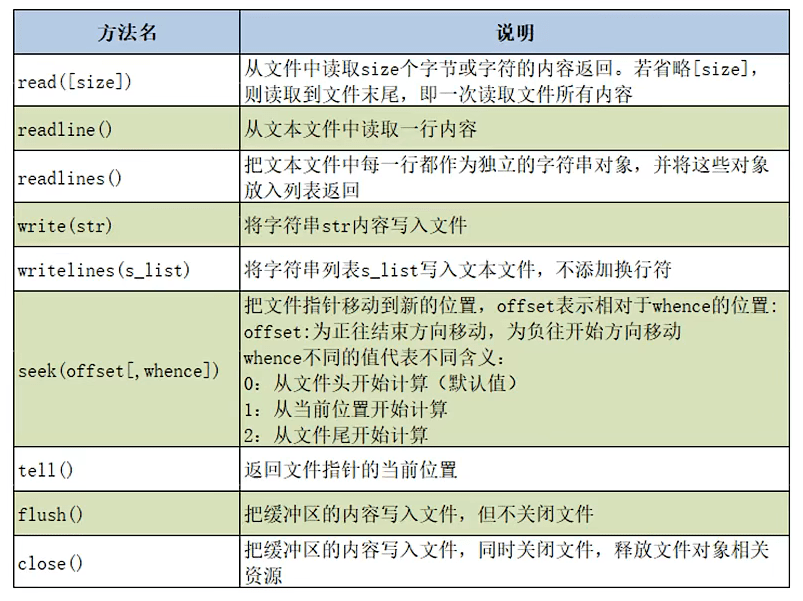 方法名
说明
read([size])
从文件中读取size个字节或字符的内容返回。若省略[size],
则读取到文件末尾，即一次读取文件所有内容
readline()
从文本文件中读取一行内容
readlines()
把文本文件中每一行都作为独立的字符串对象，并将这些对象
放入列表返回
write(str)
将字符串str内容写入文件
writelines(s_list)
将字符串列表s_list写入文本文件，不添加换行符
seek(offset[,whence])
把文件指针移动到新的位置，offset表示相对于whence的位置:
offset:为正往结束方向移动，为负往开始方向移动
whence不同的值代表不同含义：
0：从文件头开始计算（默认值）
1：从当前位置开始计算
2：从文件尾开始计算
tell()
返回文件指针的当前位置
flush()
把缓冲区的内容写入文件，但不关闭文件
close()
把缓冲区的内容写入文件，同时关闭文件，释放文件对象相关
资源